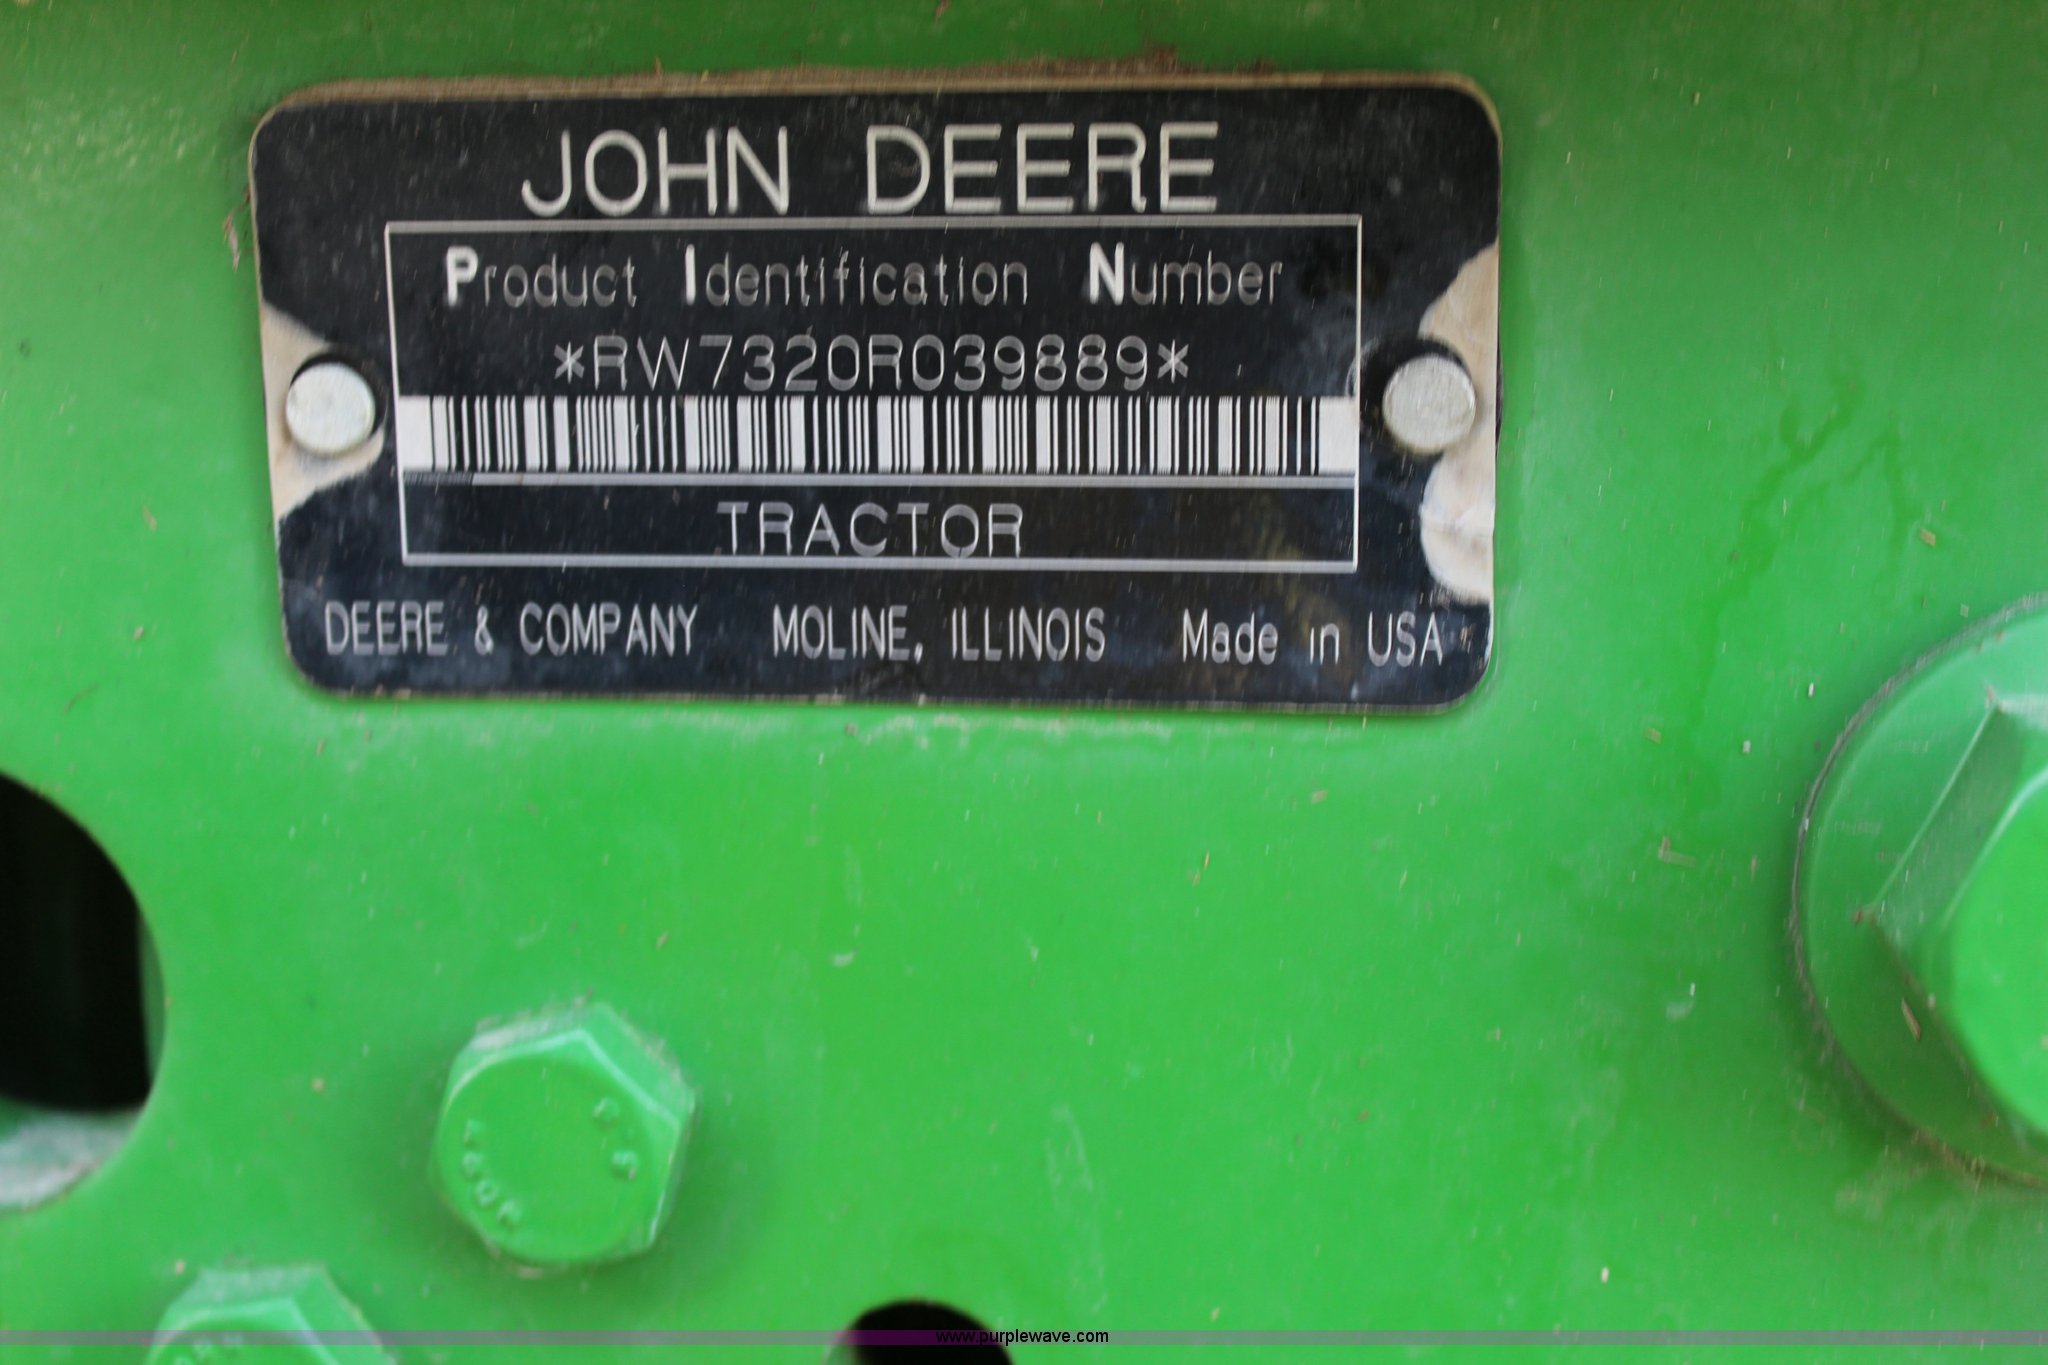 JOHN DEERE
Product Identification Number
*RW7320R039889*
TRACTOR
DEERE & COMPANY MOLINE, ILLINOIS Made in USA
www.purplewave.com